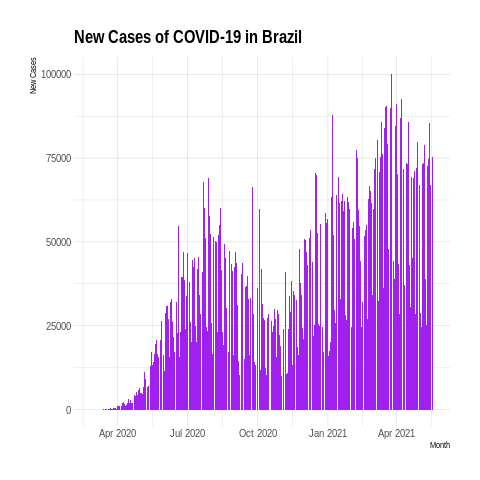 New Cases of COVID-19 in Brazil
New Cases
100000
75000
50000
25000
0
Apr 2020 Jul 2020 Oct 2020 Jan 2021 Apr 2021
Month